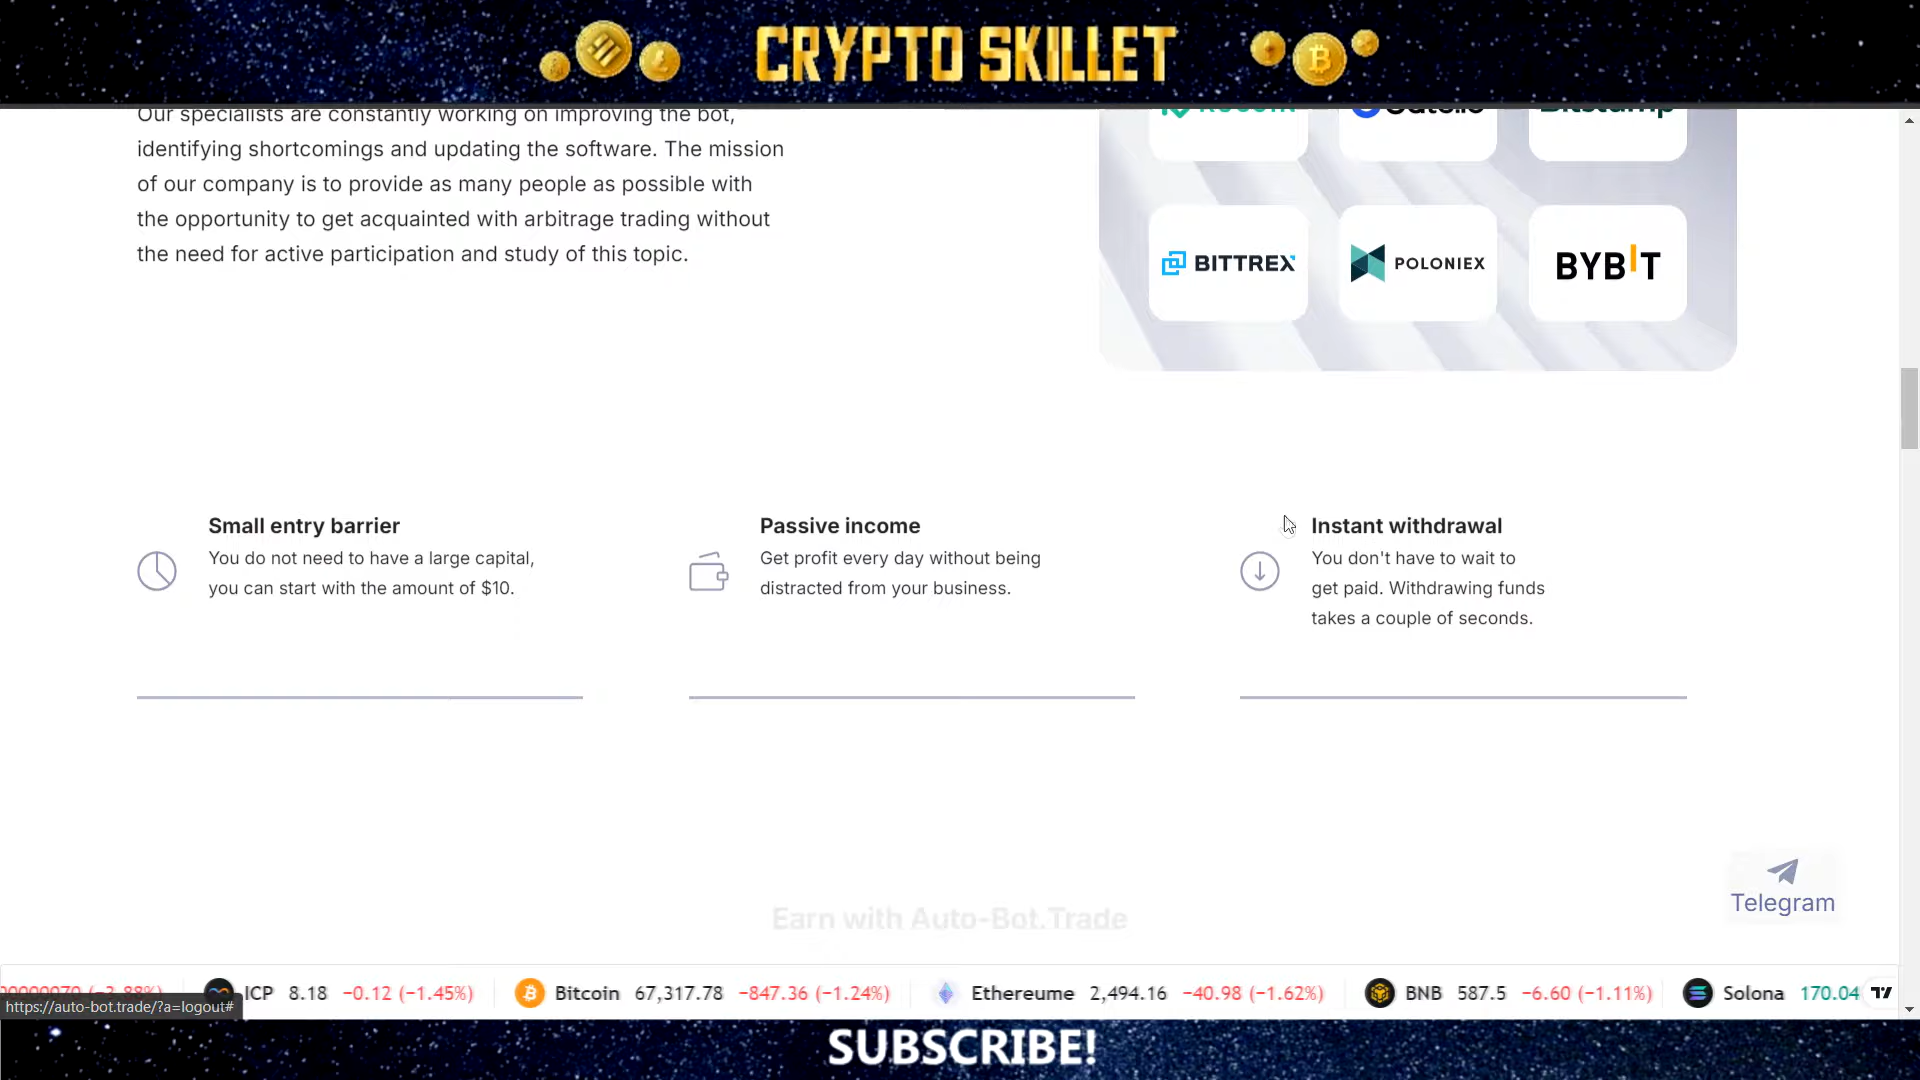 CRYPTO SKILLET
Our specialists are constantly working on improving the bot,
identifying shortcomings and updating the software. The mission
of our company is to provide as many people as possible with
the opportunity to get acquainted with arbitrage trading without
the need for active participation and study of this topic.
Bitstamp
BITTREX
POLONIEX
BYBIT
Small entry barrier
You do not need to have a large capital,
you can start with the amount of $10.
Passive income
Get profit every day without being
distracted from your business.
Instant withdrawal
You don't have to wait to
get paid. Withdrawing funds
takes a couple of seconds.
Telegram
Earn with Auto-Bot.Trade
ICP 8.18 −0.12 (−1.45%) Bitcoin 67,317.78 −847.36 (−1.24%) Ethereume 2,494.16 −40.98 (−1.62%) BNB 587.5 −6.60 (−1.11%) Solona 170.04
https://auto-bot.trade/?a=logout#
SUBSCRIBE!